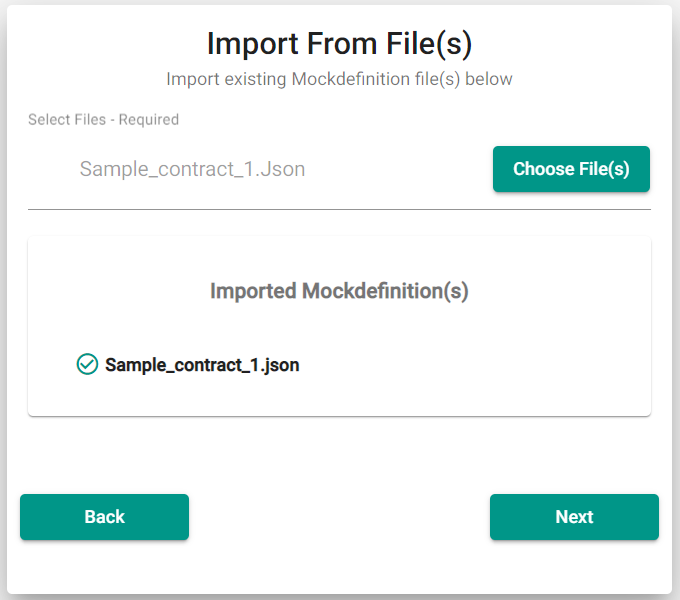 Import From File(s)
Import existing Mockdefinition file(s) below
Select Files - Required
Sample_contract_1.Json
Choose File(s)
Imported Mockdefinition(s)
Sample_contract_1.json
Back
Next